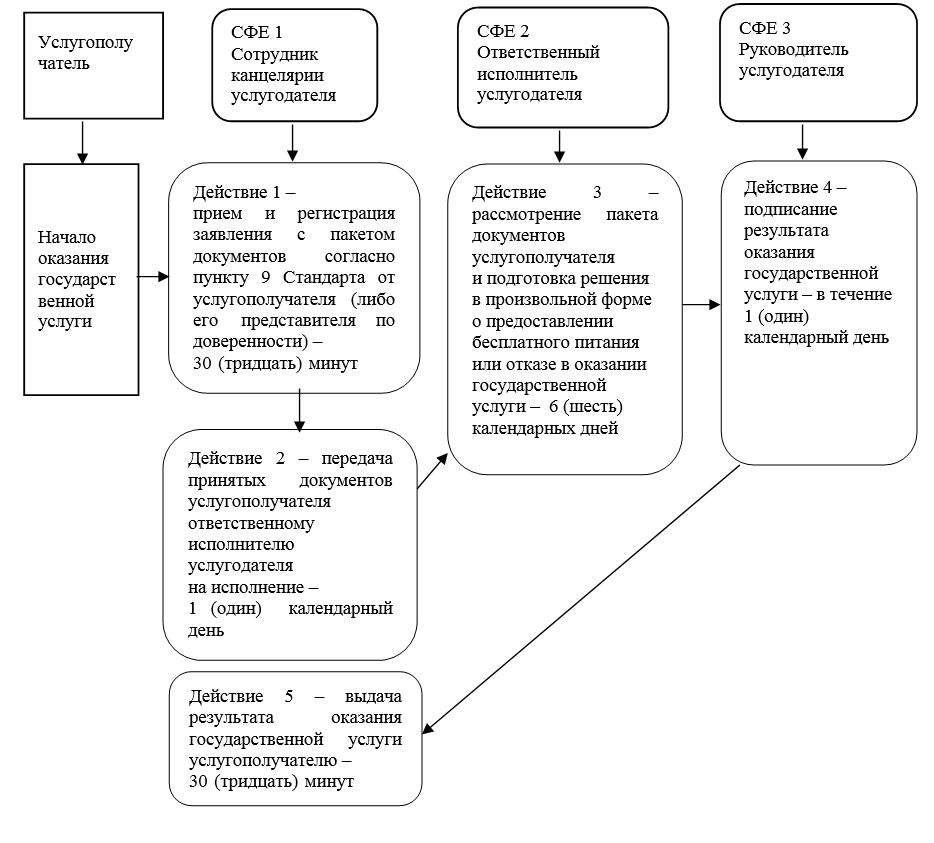 Услугополу
чатель
СФЕ 1
Сотрудник
канцелярии
услугодателя
СФЕ 2
Ответственный
исполнитель
услугодателя
СФЕ 3
Руководитель
услугодателя
Начало
оказания
государст
венной
услуги
Действие 1 –
прием и регистрация
заявления с пакетом
документов согласно
пункту 9 Стандарта от
услугополучателя (либо
его представителя по
доверенности) –
30 (тридцать) минут
Действие 2 – передача
принятых документов
услугополучателя
ответственному
исполнителю
услугодателя
на исполнение –
1 (один) календарный
день
Действие 3 –
рассмотрение пакета
документов
услугополучателя
и подготовка решения
в произвольной форме
о предоставлении
бесплатного питания
или отказе в оказании
государственной
услуги – 6 (шесть)
календарных дней
Действие 4 –
подписание
результата
оказания
государственной
услуги – в течение
1 (один)
календарный день
Действие 5 – выдача
результата оказания
государственной услуги
услугополучателю –
30 (тридцать) минут